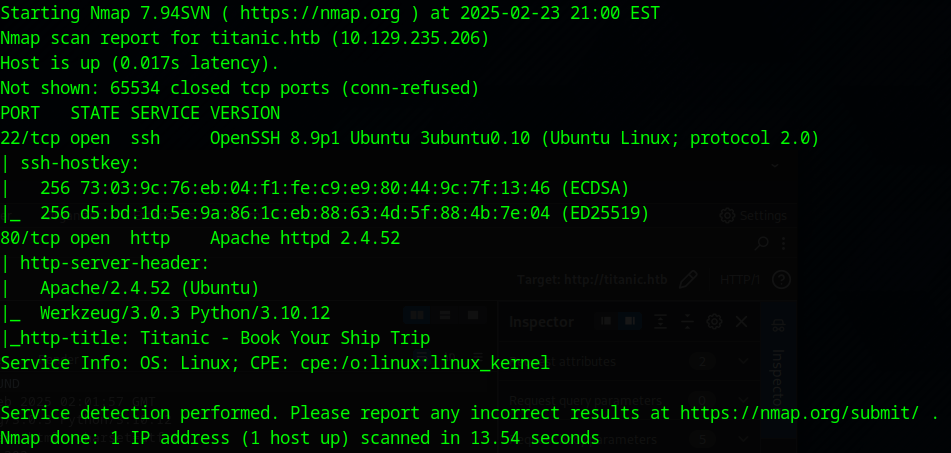 Starting Nmap 7.94SVN ( https://nmap.org ) at 2025-02-23 21:00 EST
Nmap scan report for titanic.htb (10.129.235.206)
Host is up (0.017s latency).
Not shown: 65534 closed tcp ports (conn-refused)
PORT   STATE SERVICE VERSION
22/tcp open  ssh     OpenSSH 8.9p1 Ubuntu 3ubuntu0.10 (Ubuntu Linux; protocol 2.0)
| ssh-hostkey:
|   256 73:03:9c:76:eb:04:f1:fe:c9:e9:80:44:9c:7f:13:46 (ECDSA)
|_  256 d5:bd:1d:5e:9a:86:1c:eb:88:63:4d:5f:88:4b:7e:04 (ED25519)
Settings
80/tcp open  http    Apache httpd 2.4.52
| http-server-header:
|   Apache/2.4.52 (Ubuntu)
Target: http://titanic.htb
|_  Werkzeug/3.0.3 Python/3.10.12
Inspector
|_http-title: Titanic - Book Your Ship Trip
Service Info: OS: Linux; CPE: cpe:/o:linux:linux_kernel
attributes
2
Inspector
Request query parameters
Service detection performed. Please report any incorrect results at https://nmap.org/submit/ .
Nmap done: 1 IP address (1 host up) scanned in 13.54 seconds
parameters
5